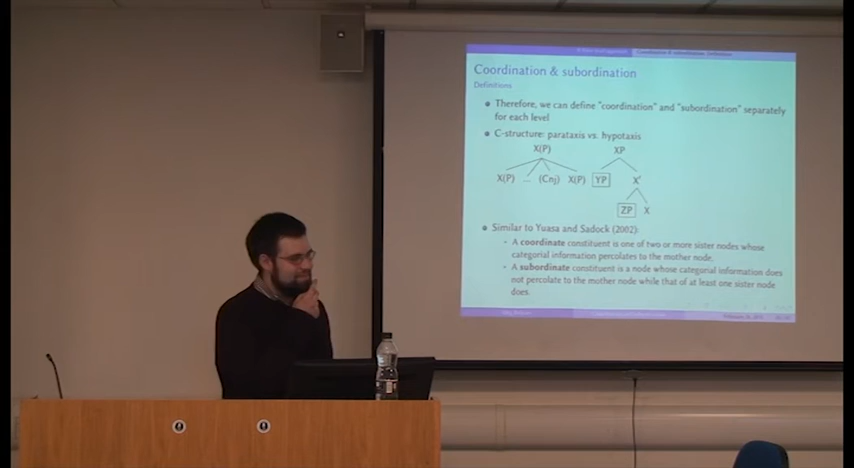 Coordination & subordination
Definitions
Therefore, we can define "coordination" and "subordination" separately
for each level
C-structure: parataxis vs. hypotaxis
X(P) XP
X(P) ... (Cnj) X(P) YP X'
ZP X
Similar to Yuasa and Sadock (2002):
A coordinate constituent is one of two or more sister nodes whose
categorial information percolates to the mother node.
A subordinate constituent is a node whose categorial information does
not percolate to the mother node while that of at least one sister node
does.